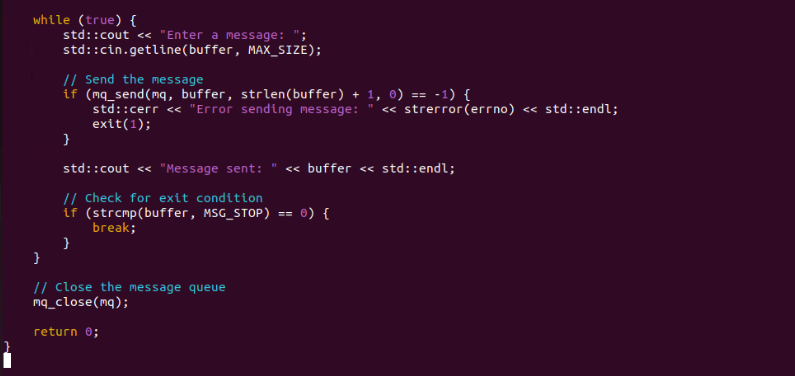 while (true) {
std::cout << "Enter a message: ";
std::cin.getline(buffer, MAX_SIZE);
// Send the message
if (mq_send(mq, buffer, strlen(buffer) + 1, 0) == -1) {
std::cerr << "Error sending message: " << strerror(errno) << std::endl;
exit(1);
}
std::cout << "Message sent: " << buffer << std::endl;
// Check for exit condition
if (strcmp(buffer, MSG_STOP) == 0) {
break;
}
}
// Close the message queue
mq_close(mq);
return 0;
}